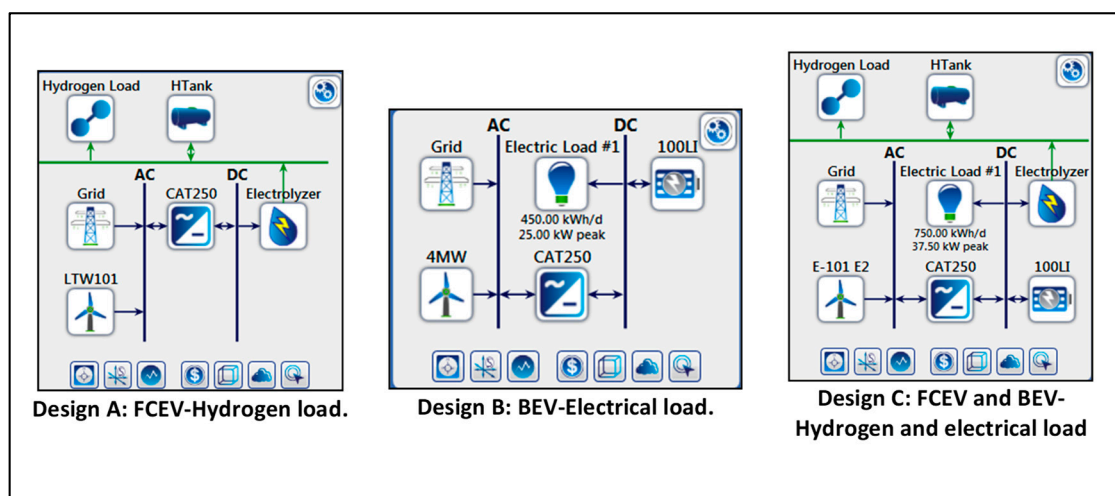 Hydrogen Load
HTank
AC
DC
Grid
CAT250
Electrolyzer
LTW101
Design A: FCEV-Hydrogen load.
AC
DC
Grid
Electric Load #1
100LI
450.00 kWh/d
25.00 kW peak
4MW
CAT250
Design B: BEV-Electrical load.
Hydrogen Load
HTank
AC
DC
Grid
Electric Load #1
Electrolyzer
750.00 kWh/d
37.50 kW peak
E-101 E2
CAT250
100LI
Design C: FCEV and BEV-
Hydrogen and electrical load